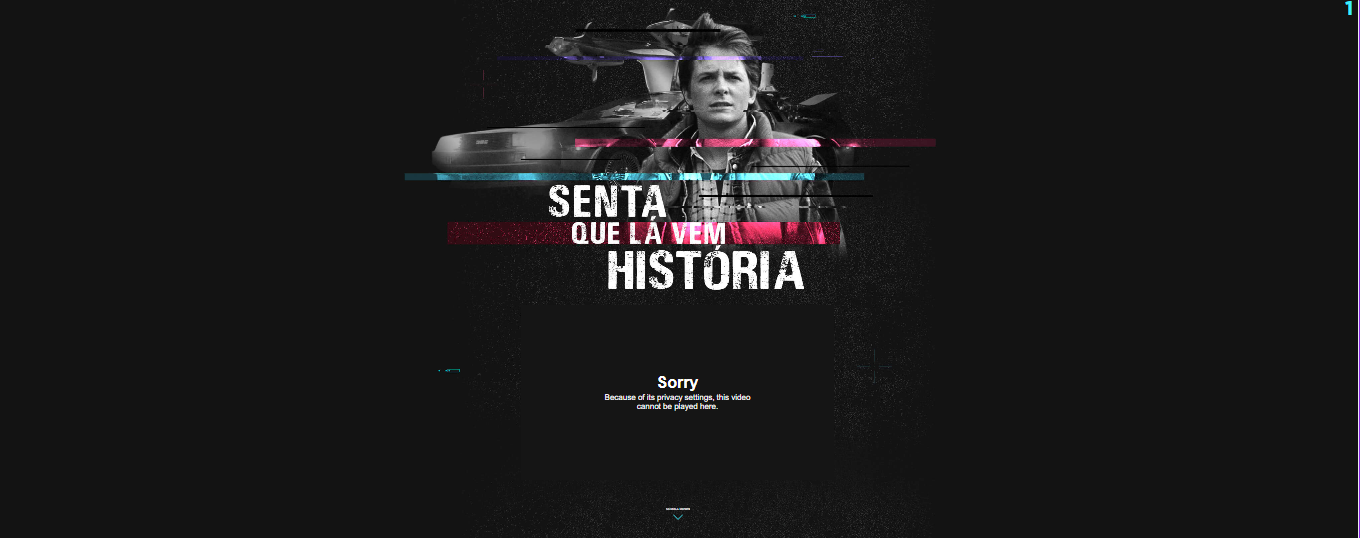 1
SENTA
QUE LÁ VEM
HISTÓRIA
Sorry
Because of its privacy settings, this video
cannot be played here.